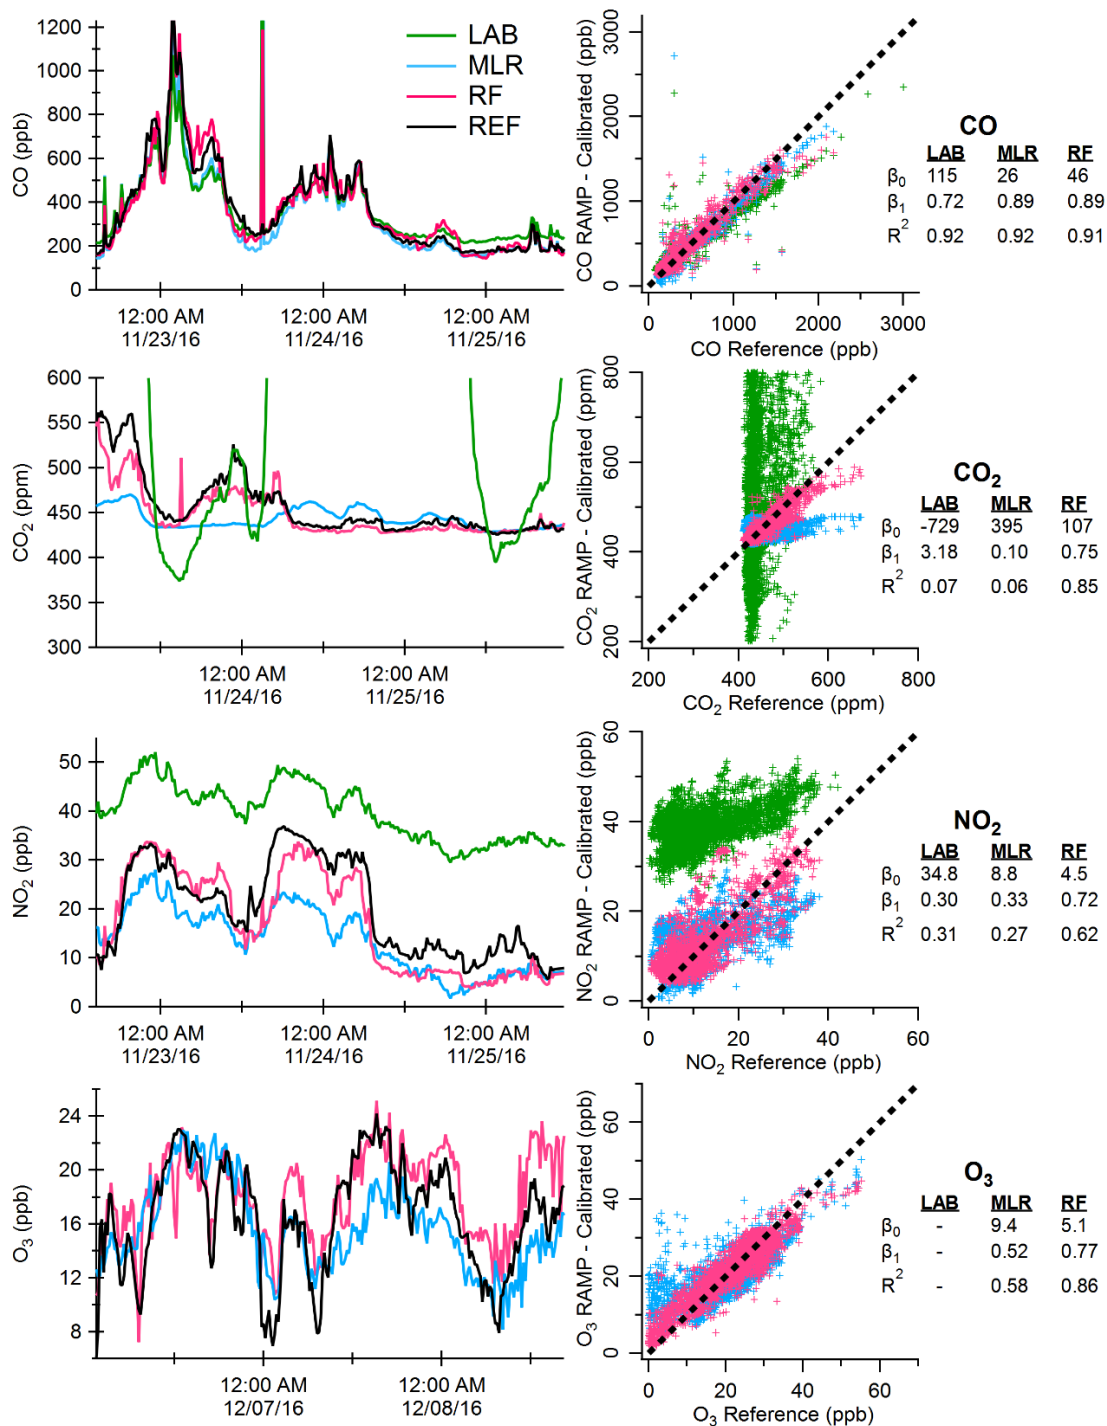 1200
1000
800
600
400
200
0
CO (ppb)
LAB
MLR
RF
REF
12:00 AM
11/23/16
12:00 AM
11/24/16
12:00 AM
11/25/16
3000
2000
1000
0
CO RAMP - Calibrated (ppb)
0 1000 2000 3000
CO Reference (ppb)
CO
LAB MLR RF
β0 115 26 46
β1 0.72 0.89 0.89
R2 0.92 0.92 0.91
600
550
500
450
400
350
300
CO2 (ppm)
12:00 AM
11/24/16
12:00 AM
11/25/16
800
600
400
200
CO2 RAMP - Calibrated (ppm)
200 400 600 800
CO2 Reference (ppm)
CO2
LAB MLR RF
β0 -729 395 107
β1 3.18 0.10 0.75
R2 0.07 0.06 0.85
50
40
30
20
10
0
NO2 (ppb)
12:00 AM
11/23/16
12:00 AM
11/24/16
12:00 AM
11/25/16
60
40
20
0
NO2 RAMP - Calibrated (ppb)
0 20 40 60
NO2 Reference (ppb)
NO2
LAB MLR RF
β0 34.8 8.8 4.5
β1 0.30 0.33 0.72
R2 0.31 0.27 0.62
24
20
16
12
8
O3 (ppb)
12:00 AM
12/07/16
12:00 AM
12/08/16
60
40
20
0
O3 RAMP - Calibrated (ppb)
0 20 40 60
O3 Reference (ppb)
O3
LAB MLR RF
β0 - 9.4 5.1
β1 - 0.52 0.77
R2 - 0.58 0.86